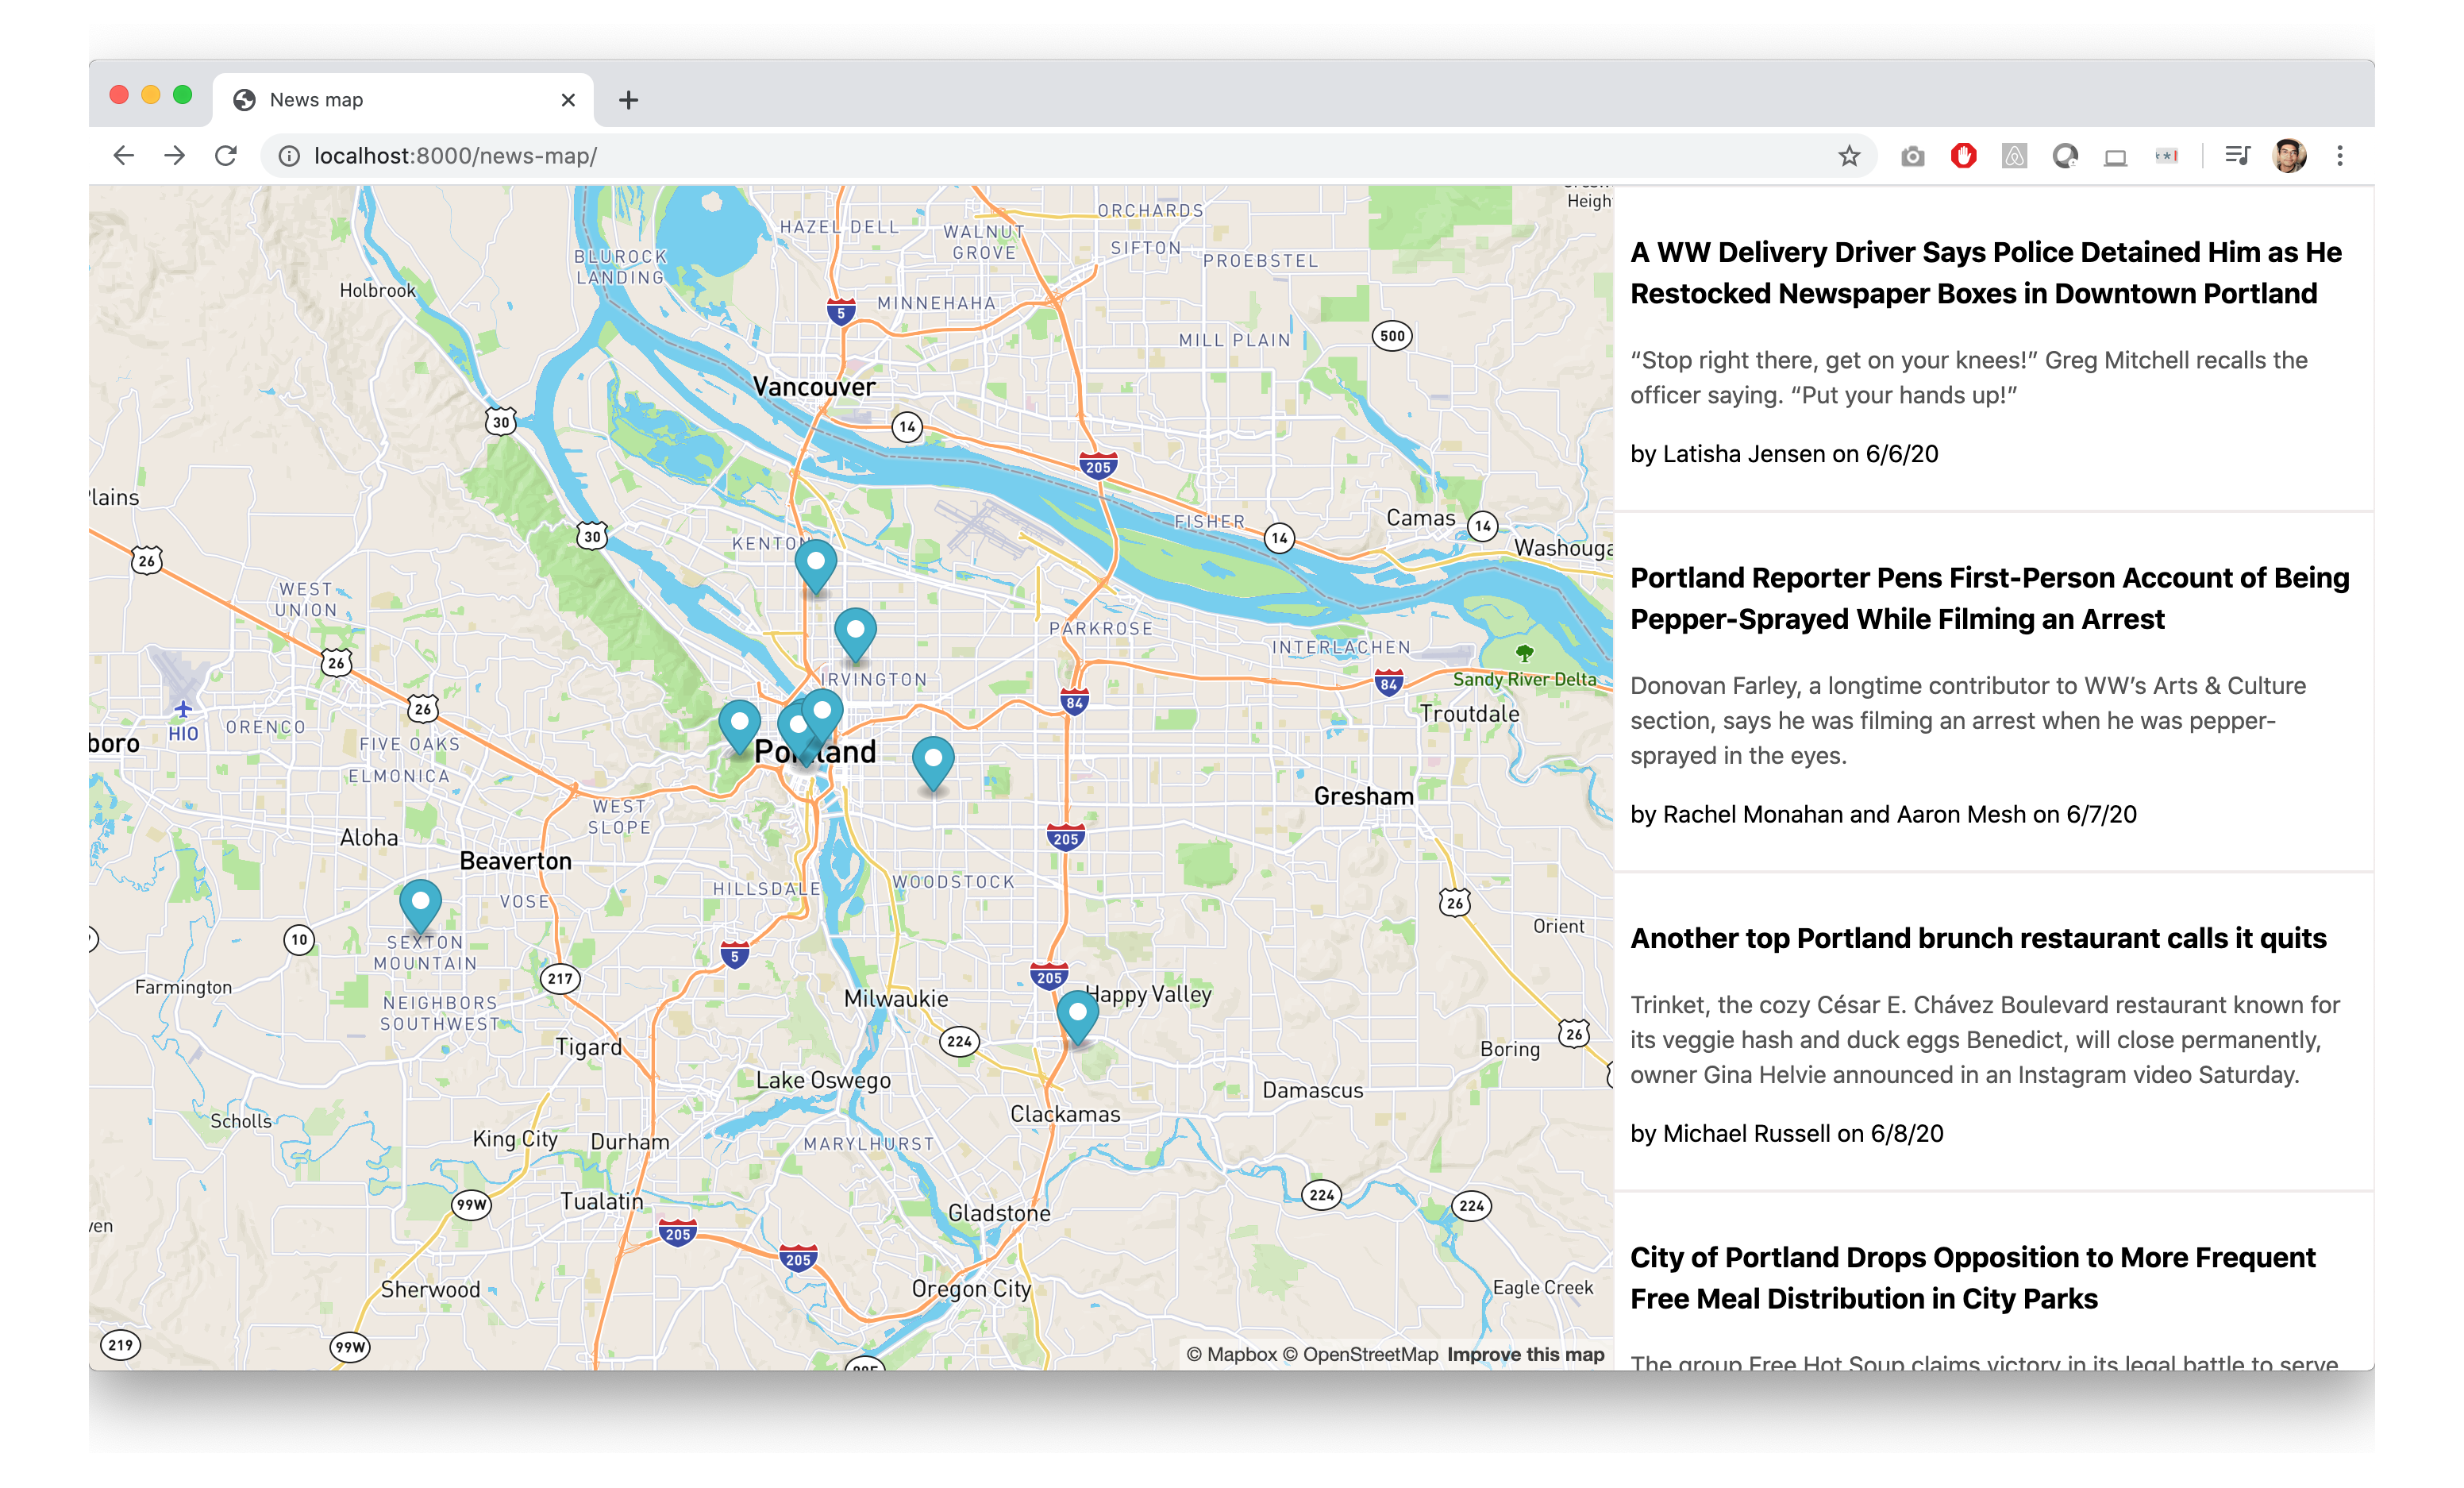 News map
localhost:8000/news-map/
ORCHARDS
Heigh
HAZEL DELL
WALNUT
GROVE
SIFTON
PROEBSTEL
BLUROCK
LANDING
Holbrook
MINNEHAHA
5
MILL PLAIN
500
Vancouver
30
14
205
lains
FISHER
Camas
14
14
Washouga
30
KENTON
26
WEST
UNION
PARKROSE
INTERLACHEN
26
IRVINGTON
84
Sandy River Delta
84
26
Troutdale
HIO
ORENCO
FIVE OAKS
boro
Portland
ELMONICA
WEST
SLOPE
Gresham
Aloha
205
Beaverton
HILLSDALE
WOODSTOCK
VOSE
26
Orient
10
SEXTON
MOUNTAIN
5
217
205
Farmington
NEIGHBORS
SOUTHWEST
Milwaukie
Happy Valley
224
26
Tigard
Boring
Lake Oswego
Damascus
Clackamas
Scholls
King City
Durham
MARYLHURST
99W
Tualatin
224
224
Gladstone
ven
205
205
Sherwood
Oregon City
Eagle Creek
219
99W
© Mapbox © OpenStreetMap Improve this map
A WW Delivery Driver Says Police Detained Him as He
Restocked Newspaper Boxes in Downtown Portland
“Stop right there, get on your knees!” Greg Mitchell recalls the
officer saying. “Put your hands up!”
by Latisha Jensen on 6/6/20
Portland Reporter Pens First-Person Account of Being
Pepper-Sprayed While Filming an Arrest
Donovan Farley, a longtime contributor to WW’s Arts & Culture
section, says he was filming an arrest when he was pepper-
sprayed in the eyes.
by Rachel Monahan and Aaron Mesh on 6/7/20
Another top Portland brunch restaurant calls it quits
Trinket, the cozy César E. Chávez Boulevard restaurant known for
its veggie hash and duck eggs Benedict, will close permanently,
owner Gina Helvie announced in an Instagram video Saturday.
by Michael Russell on 6/8/20
City of Portland Drops Opposition to More Frequent
Free Meal Distribution in City Parks
The group Free Hot Soup claims victory in its legal battle to serve